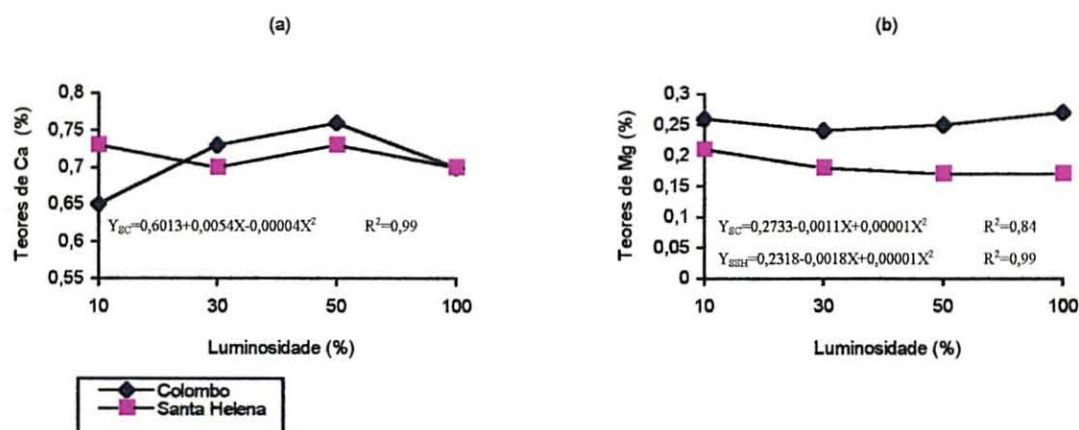 (a)
Teores de Ca (%)
0,8
0,75
0,7
0,65
0,6
0,55
Y_SC=0,6013+0,0054X-0,00004X² R²=0,99
10 30 50 100
Luminosidade (%)
(b)
Teores de Mg (%)
0,3
0,25
0,2
0,15
0,1
0,05
0
Y_SC=0,2733-0,0011X+0,00001X² R²=0,84
Y_SSH=0,2318-0,0018X+0,00001X² R²=0,99
10 30 50 100
Luminosidade (%)
Colombo
Santa Helena